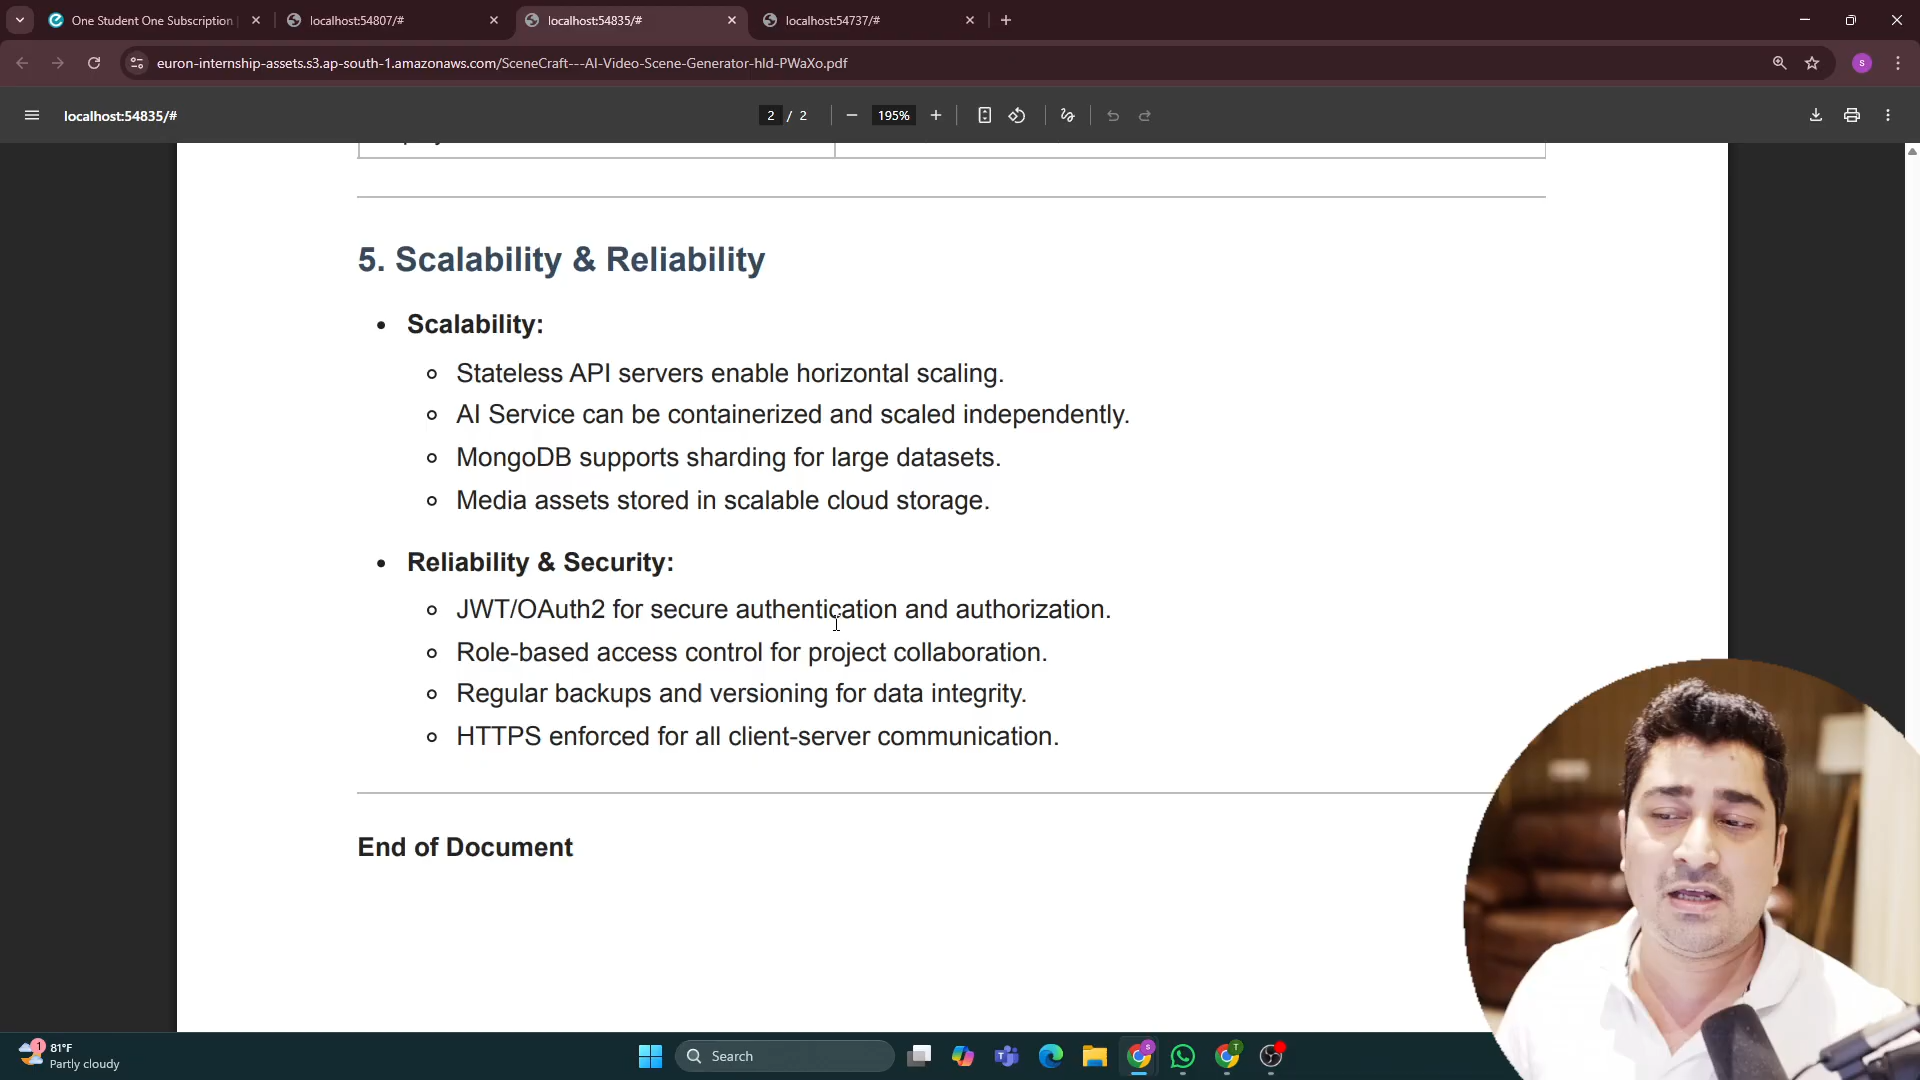 One Student One Subscription
localhost:54807/#
localhost:54835/#
localhost:54737/#
euron-internship-assets.s3.ap-south-1.amazonaws.com/SceneCraft---AI-Video-Scene-Generator-hld-PWaXo.pdf
s
localhost:54835/#
2 / 2
195%
5. Scalability & Reliability
• Scalability:
Stateless API servers enable horizontal scaling.
AI Service can be containerized and scaled independently.
MongoDB supports sharding for large datasets.
Media assets stored in scalable cloud storage.
• Reliability & Security:
JWT/OAuth2 for secure authentication and authorization.
Role-based access control for project collaboration.
Regular backups and versioning for data integrity.
HTTPS enforced for all client-server communication.
End of Document
1
81°F
Partly cloudy
Search